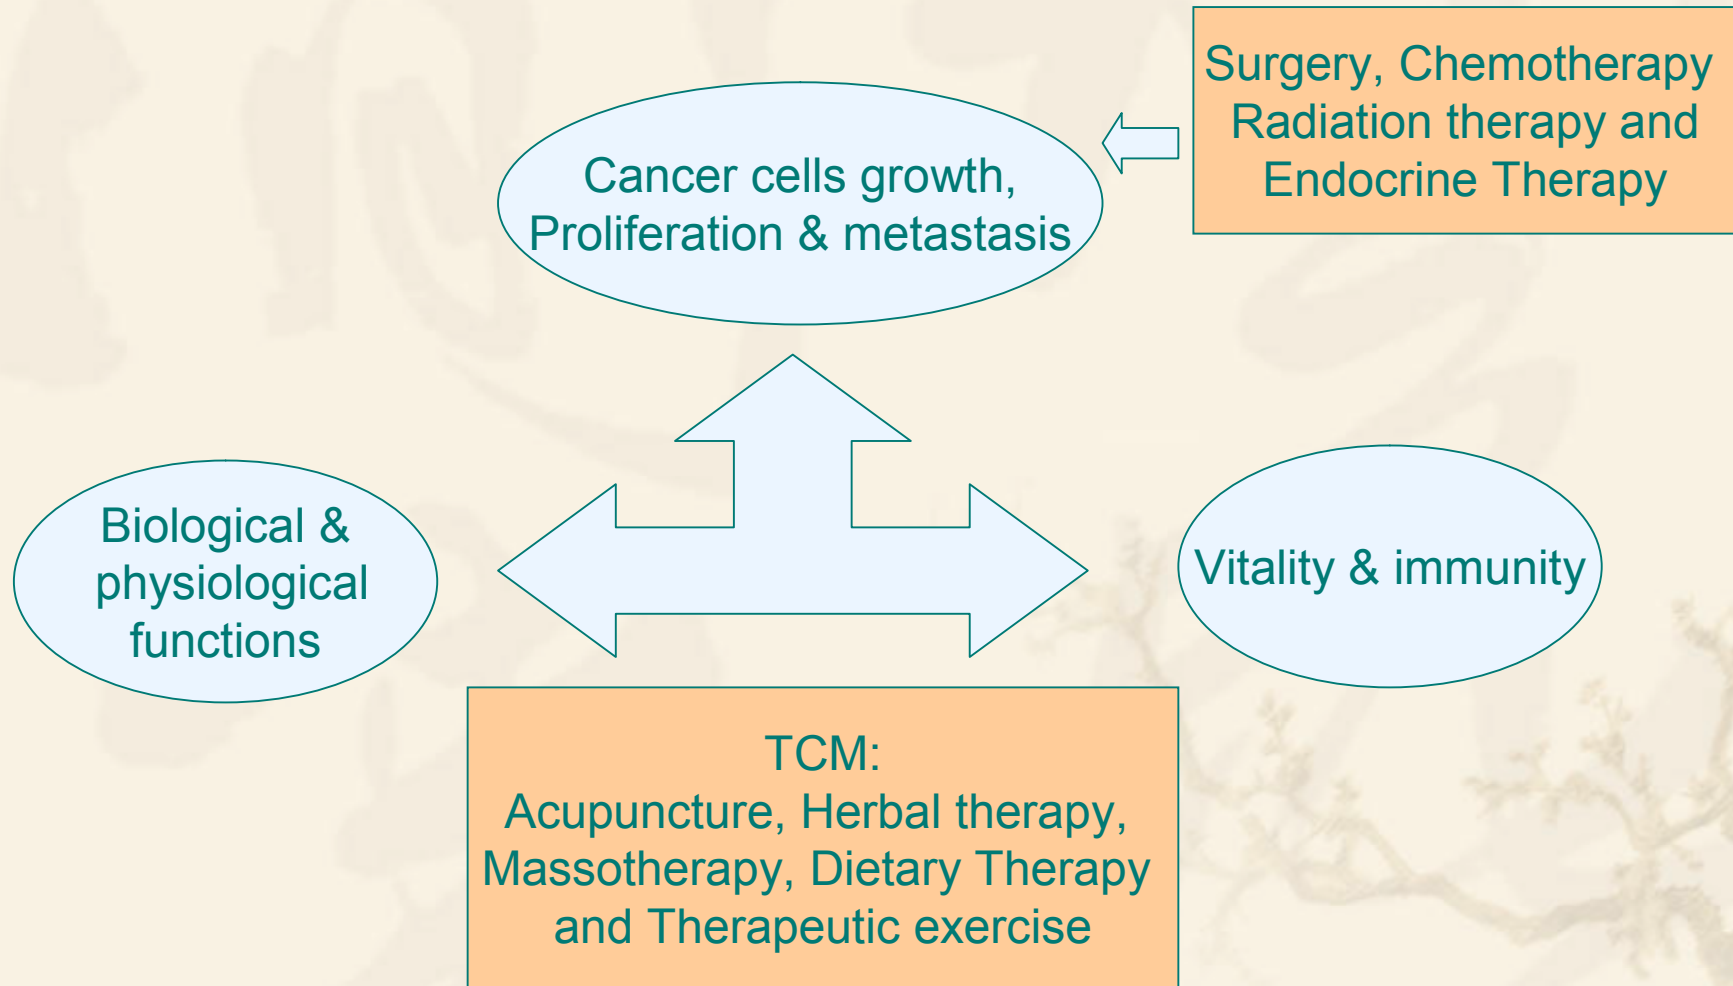 Surgery, Chemotherapy
Radiation therapy and
Endocrine Therapy
Cancer cells growth,
Proliferation & metastasis
Biological &
physiological
functions
Vitality & immunity
TCM:
Acupuncture, Herbal therapy,
Massotherapy, Dietary Therapy
and Therapeutic exercise